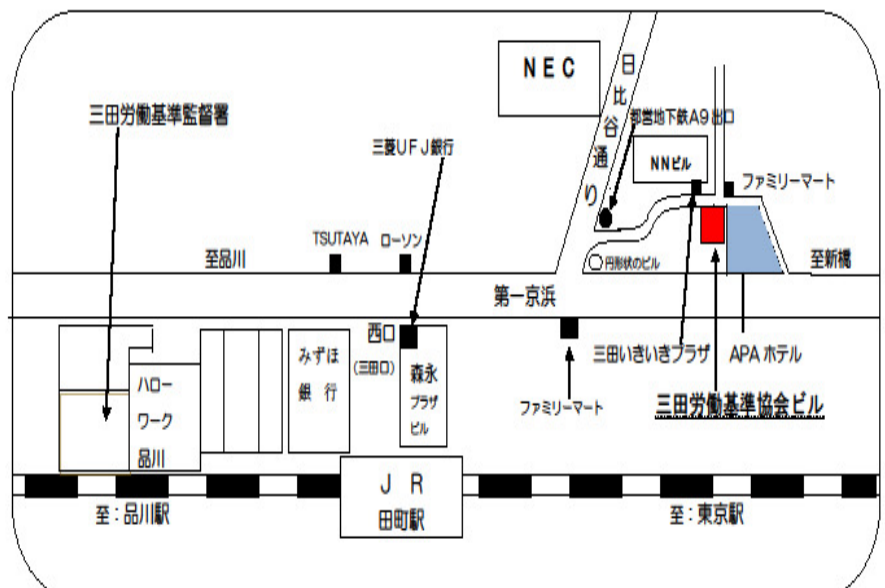 NEC
日比谷通り
三田労働基準監督署
都営地下鉄A9出口
三菱UFJ銀行
NNビル
ファミリーマート
TSUTAYA
ローソン
至品川
円形状のビル
至新橋
第一京浜
西口
(三田口)
みずほ
銀行
森永
プラザ
ビル
三田いきいきプラザ
APAホテル
ハロー
ワーク
品川
ファミリーマート
三田労働基準協会ビル
JR
田町駅
至:品川駅
至:東京駅